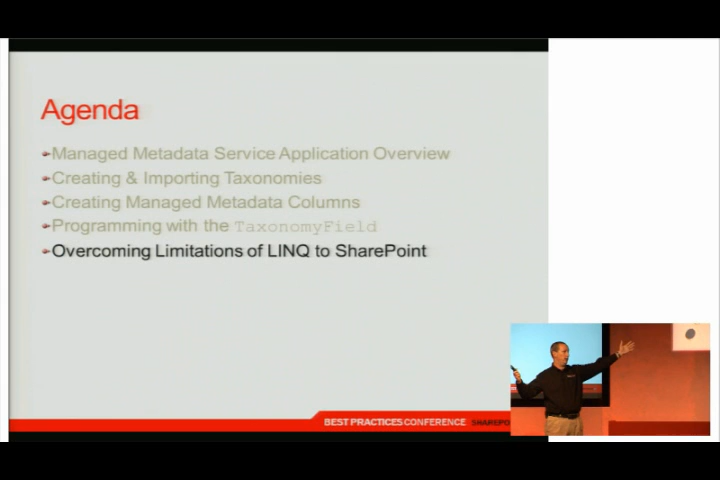 Agenda
Managed Metadata Service Application Overview
Creating & Importing Taxonomies
Creating Managed Metadata Columns
Programming with the TaxonomyField
Overcoming Limitations of LINQ to SharePoint
BEST PRACTICES CONFERENCE